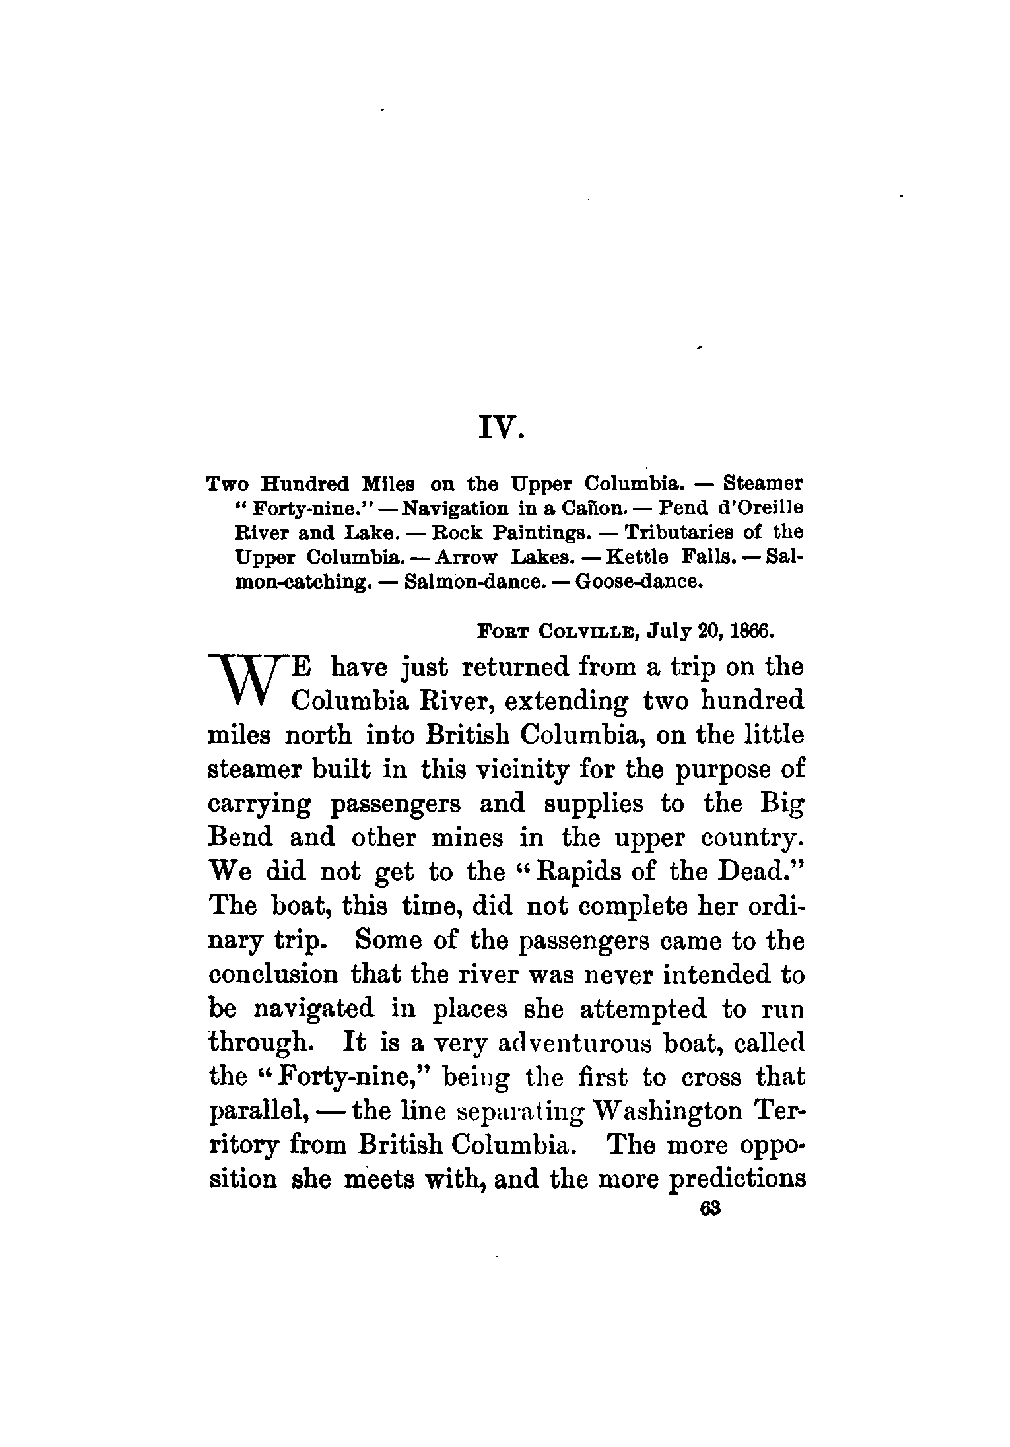 IV.
Two Hundred Miles on the Upper Columbia. — Steamer
“ Forty-nine.” — Navigation in a Cañon. — Pend d'Oreille
River and Lake. — Rock Paintings. — Tributaries of the
Upper Columbia. — Arrow Lakes. — Kettle Falls. — Sal-
mon-catching. — Salmon-dance. — Goose-dance.
FORT COLVILLE, July 20, 1866.
WE have just returned from a trip on the
Columbia River, extending two hundred
miles north into British Columbia, on the little
steamer built in this vicinity for the purpose of
carrying passengers and supplies to the Big
Bend and other mines in the upper country.
We did not get to the “ Rapids of the Dead.”
The boat, this time, did not complete her ordi-
nary trip. Some of the passengers came to the
conclusion that the river was never intended to
be navigated in places she attempted to run
through. It is a very adventurous boat, called
the “ Forty-nine,” being the first to cross that
parallel, — the line separating Washington Ter-
ritory from British Columbia. The more oppo-
sition she meets with, and the more predictions
63